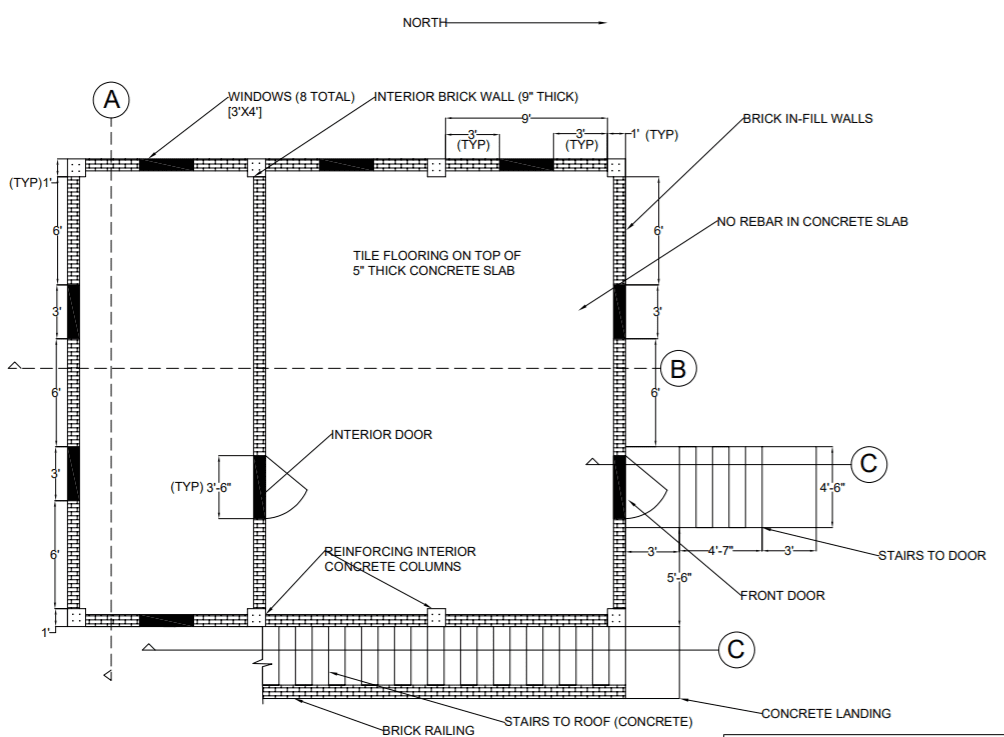 NORTH
A
WINDOWS (8 TOTAL)
[3'X4']
INTERIOR BRICK WALL (9" THICK)
9'
3'
(TYP)
3'
(TYP)
1' (TYP)
BRICK IN-FILL WALLS
(TYP) 1'
6'
6'
NO REBAR IN CONCRETE SLAB
TILE FLOORING ON TOP OF
5" THICK CONCRETE SLAB
3'
3'
B
6'
6'
INTERIOR DOOR
C
3'
(TYP) 3'-6"
4'-6"
6'
REINFORCING INTERIOR
CONCRETE COLUMNS
3'
4'-7"
3'
STAIRS TO DOOR
5'-6"
FRONT DOOR
1'
C
CONCRETE LANDING
STAIRS TO ROOF (CONCRETE)
BRICK RAILING